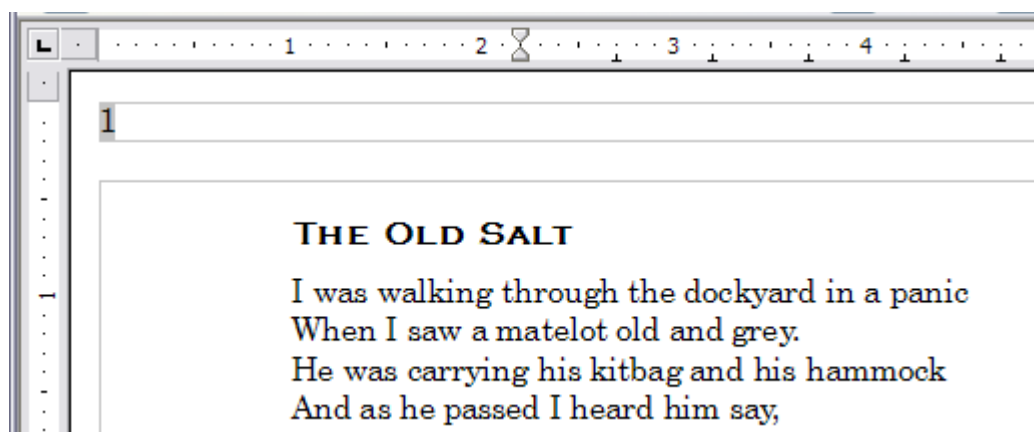 1 2 3 4
1
1
THE OLD SALT
I was walking through the dockyard in a panic
When I saw a matelot old and grey.
He was carrying his kitbag and his hammock
And as he passed I heard him say,